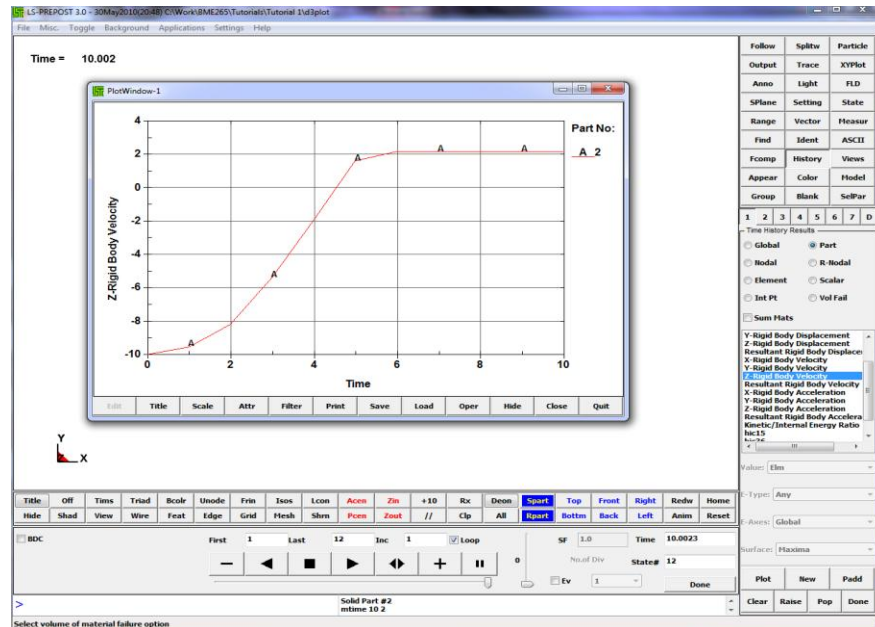 LS-PREPOST 3.0 - 30May2010(20:48) C:\Work\BME265\Tutorials\Tutorial 1\d3plot
File Misc. Toggle Background Applications Settings Help
Time = 10.002
PlotWindow-1
Z-Rigid Body Velocity
4
2
0
-2
-4
-6
-8
-10
A A A A A
0 2 4 6 8 10
Time
Part No:
A 2
Edit Title Scale Attr Filter Print Save Load Oper Hide Close Quit
Y
Z X
Follow Splitw Particle
Output Trace XYPlot
Anno Light FLD
SPlane Setting State
Range Vector Measur
Find Ident ASCII
Fcomp History Views
Appear Color Model
Group Blank SelPar
1 2 3 4 5 6 7 D
Time History Results
Global Part
Nodal R-Nodal
Element Scalar
Int Pt Vol Fail
Sum Mats
Y-Rigid Body Displacement
Z-Rigid Body Displacement
Resultant Rigid Body Displace
X-Rigid Body Velocity
Y-Rigid Body Velocity
Z-Rigid Body Velocity
Resultant Rigid Body Velocity
X-Rigid Body Acceleration
Y-Rigid Body Acceleration
Z-Rigid Body Acceleration
Resultant Rigid Body Accelera
Kinetic/Internal Energy Ratio
hic15
Value: Elm
E-Type: Any
E-Axes: Global
Surface: Maxima
Plot New Padd
Clear Raise Pop Done
Title Off Tims Triad Bcolr Unode Frin Isos Lcon Acen Zin +10 Rx Deon Spart Top Front Right Redw Home
Hide Shad View Wire Feat Edge Grid Mesh Shrn Pcen Zout // Clp All Rpart Bottm Back Left Anim Reset
BDC
First 1 Last 12 Inc 1 Loop SF 1.0 Time 10.0023
0 No.of Div State# 12
Ev 1 Done
>
Solid Part #2
mtime 10 2
Select volume of material failure option